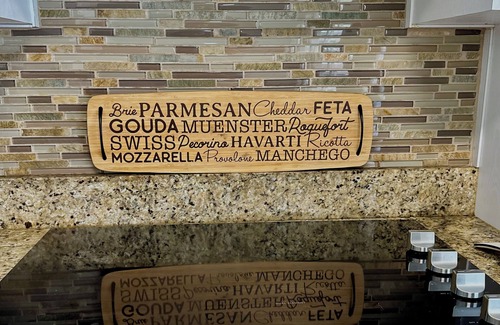 Brie PARMESAN Cheddar FETA
GOUDA MUENSTER Roquefort
SWISS Pecorino HAVARTI Ricotta
MOZZARELLA Provolone MANCHEGO